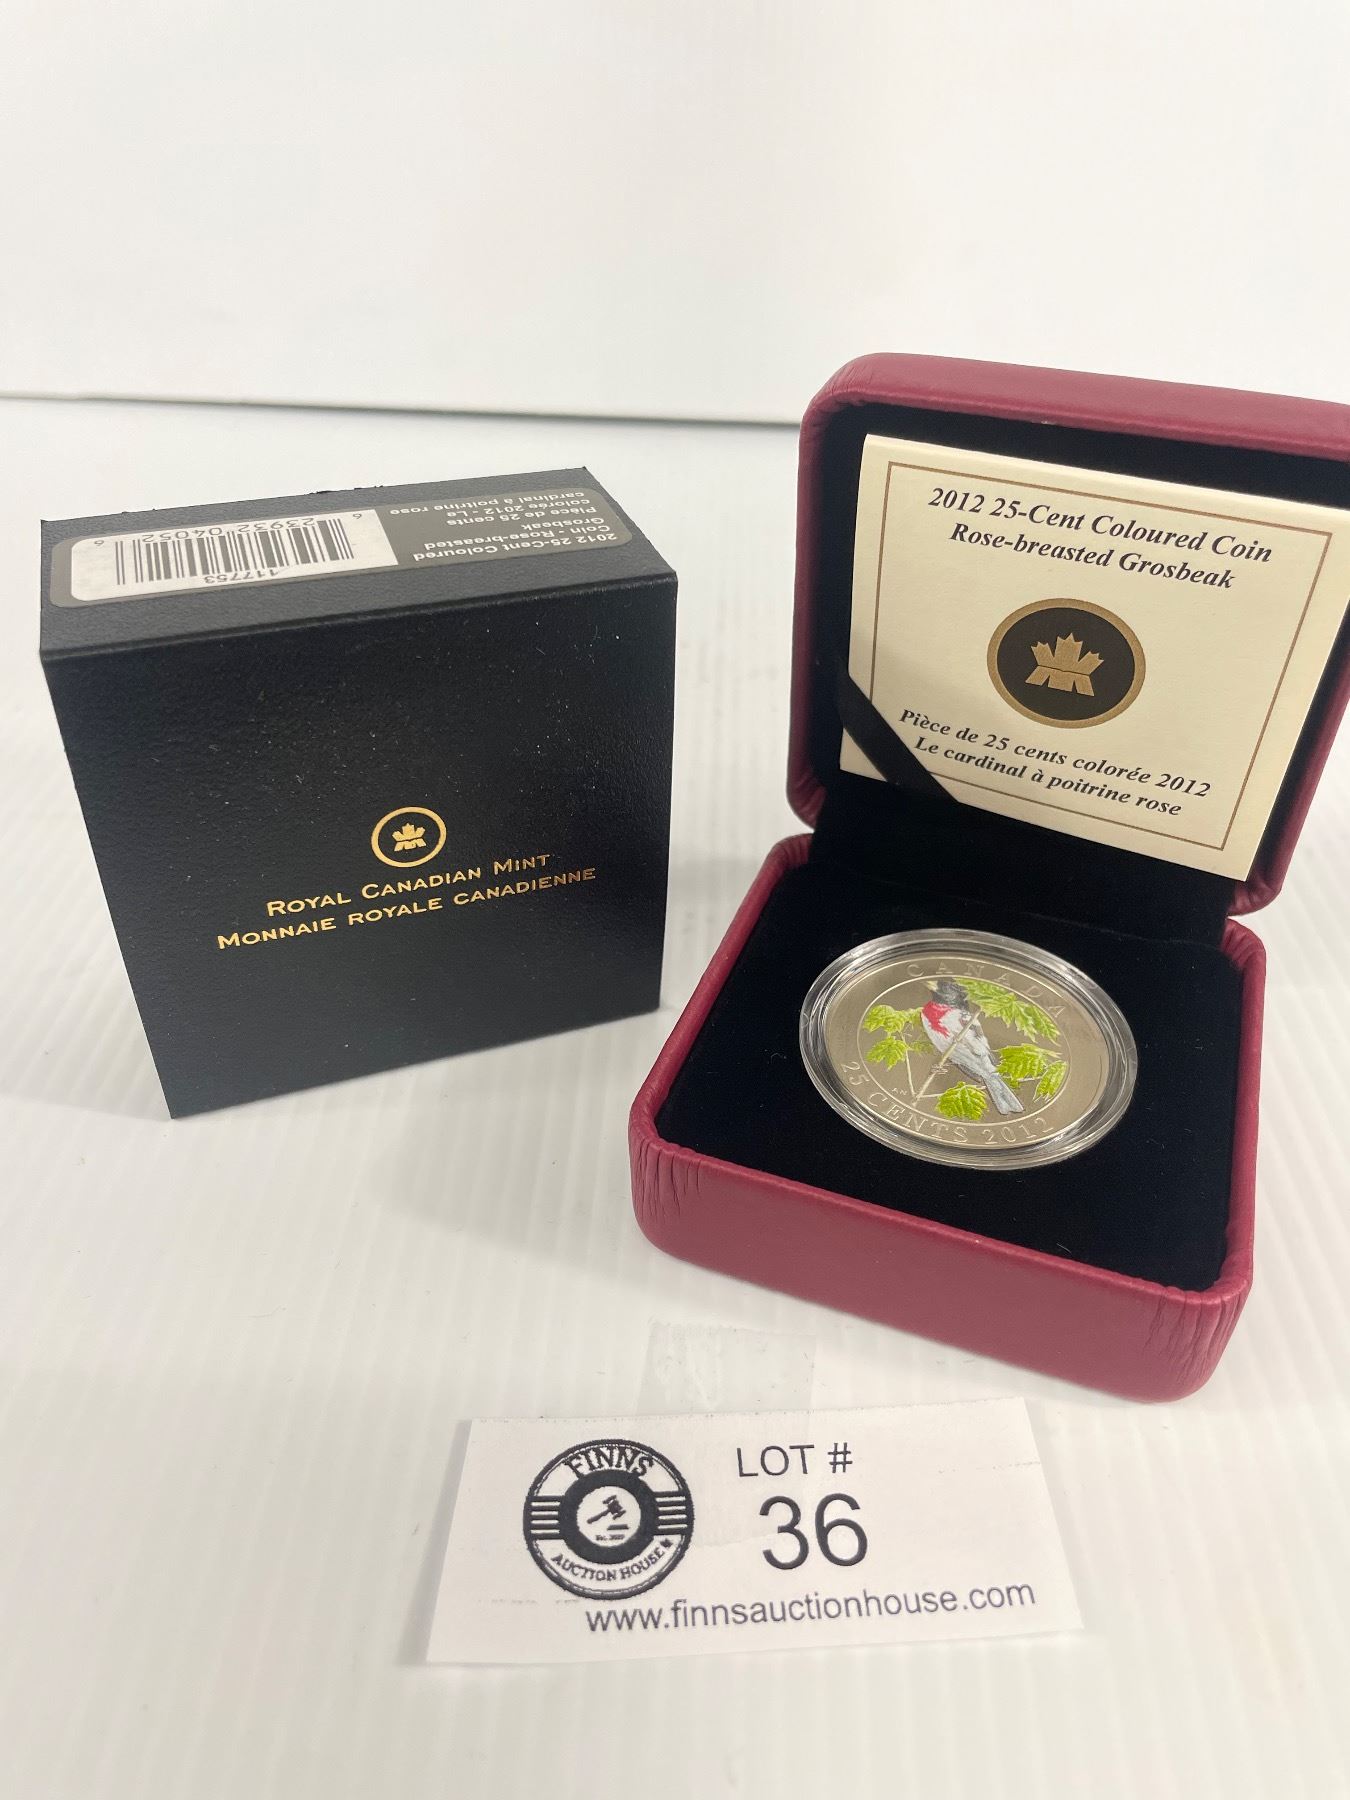 2012 25-Cent Coloured
Coin - Rose-breasted
Grosbeak
Pièce de 25 cents
colorée 2012 - Le
cardinal à poitrine rose
117753
6 23932 04052 6
ROYAL CANADIAN MINT
MONNAIE ROYALE CANADIENNE
2012 25-Cent Coloured Coin
Rose-breasted Grosbeak
Pièce de 25 cents colorée 2012
Le cardinal à poitrine rose
CANADA
25 CENTS 2012
FINNS
AUCTION HOUSE
LOT #
36
www.finnsauctionhouse.com